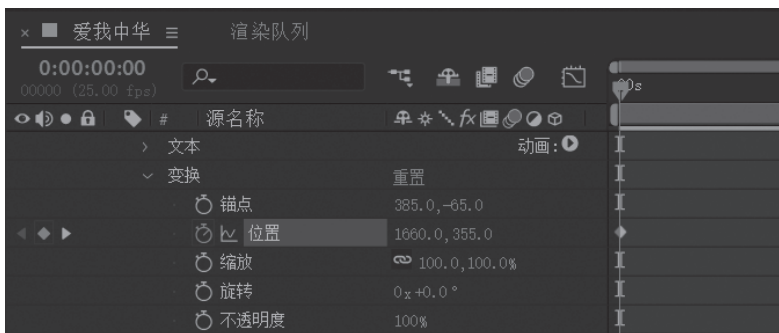 爱我中华 渲染队列
0:00:00:00
00000 (25.00 fps)
00s
# 源名称
文本 动画:
变换 重置
锚点 385.0,-65.0
位置 1660.0,355.0
缩放 100.0,100.0%
旋转 0x+0.0°
不透明度 100%